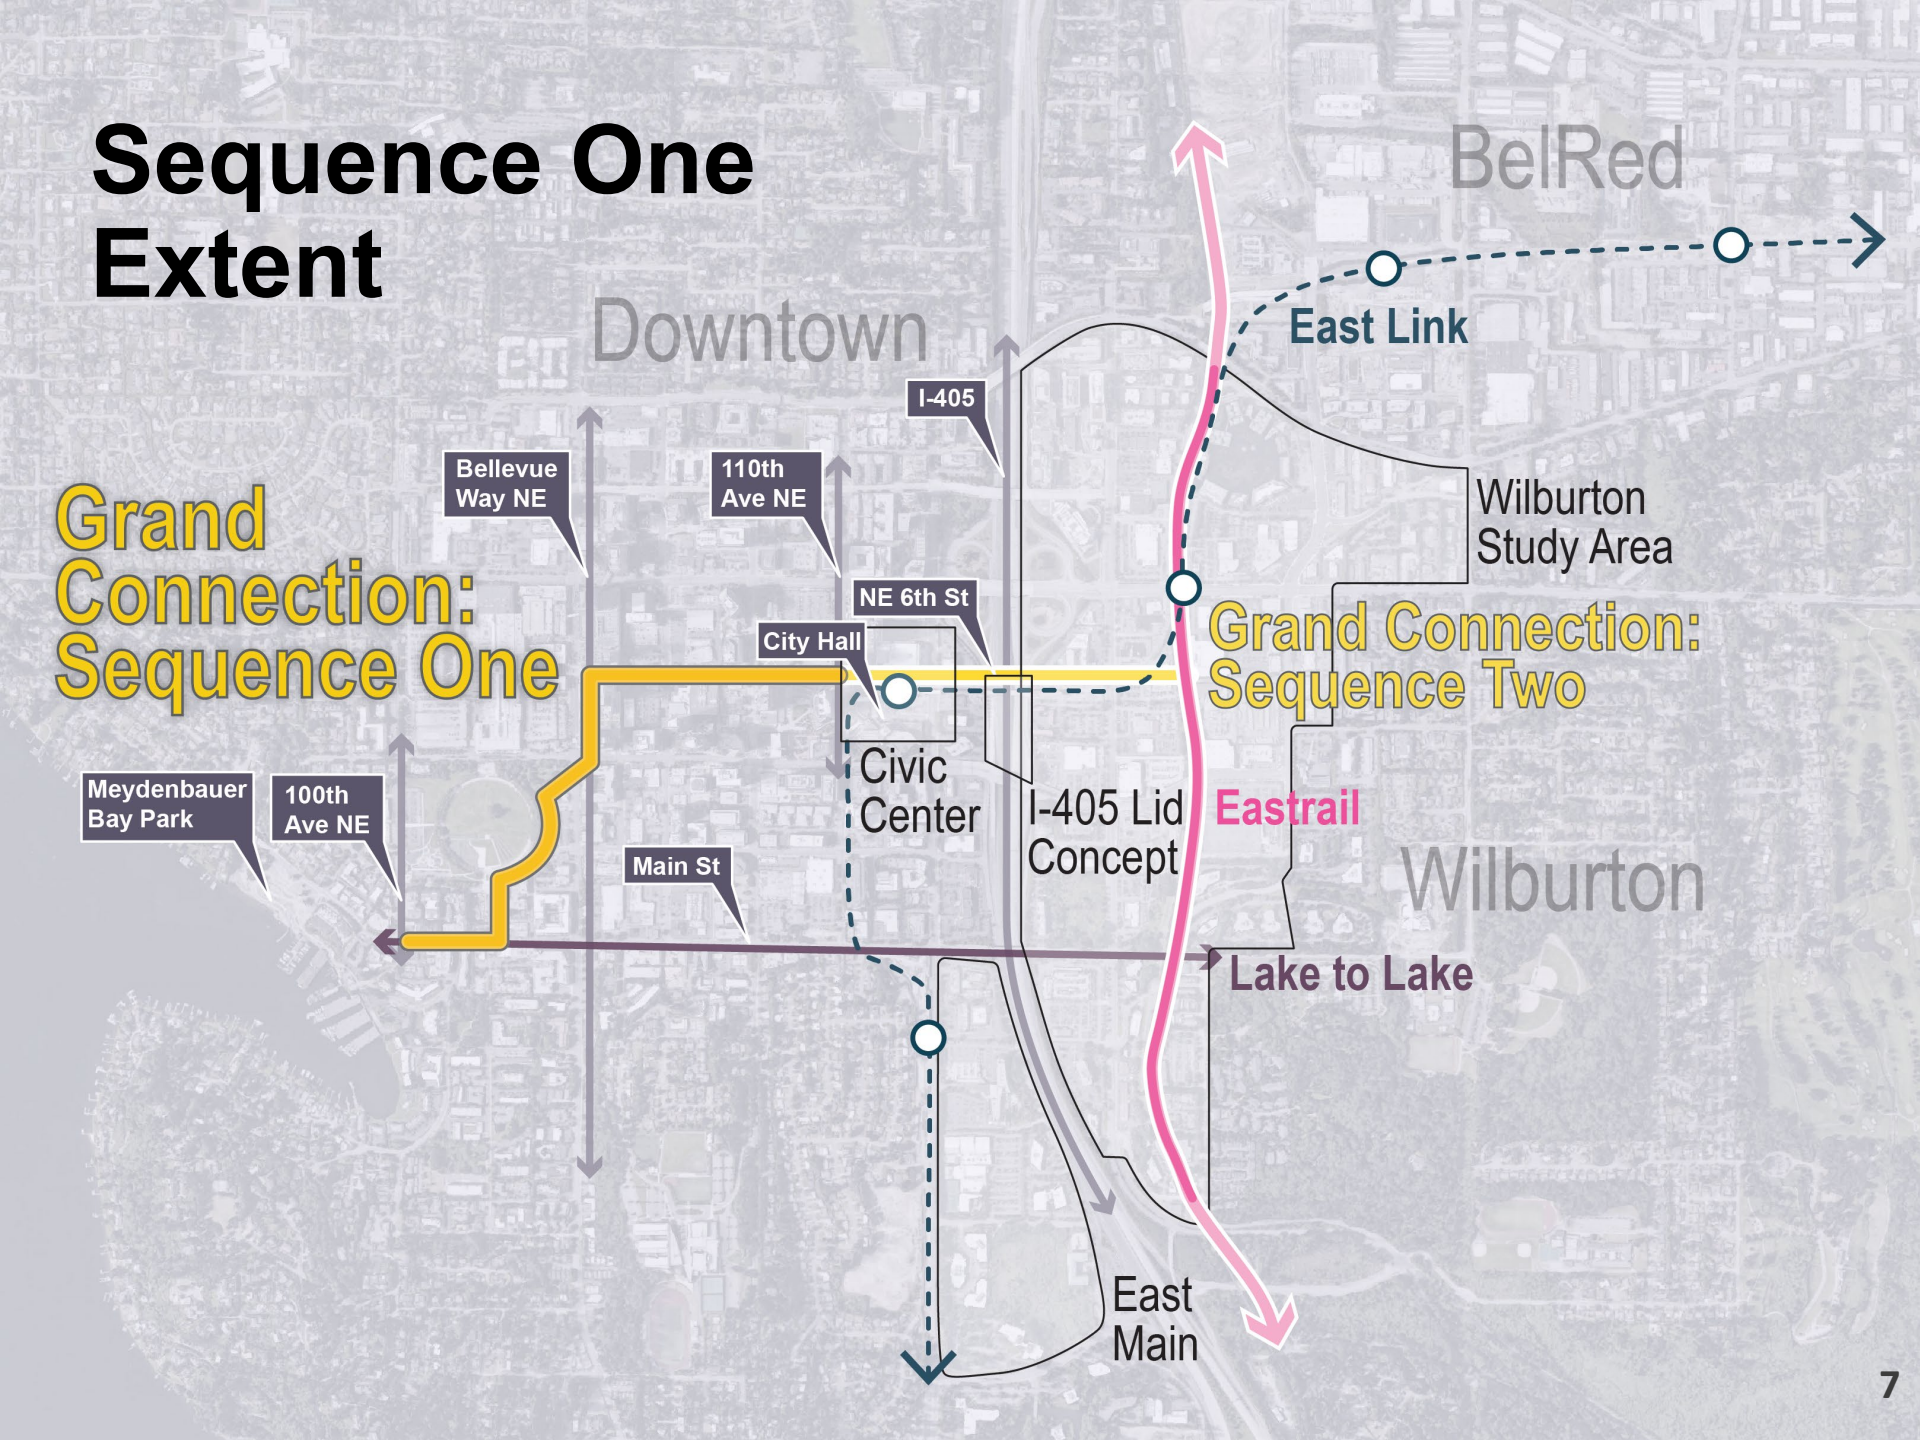 Sequence One
Extent
BelRed
Downtown
East Link
I-405
Bellevue
Way NE
110th
Ave NE
Wilburton
Study Area
Grand
Connection:
Sequence One
NE 6th St
City Hall
Grand Connection:
Sequence Two
Civic
Center
Meydenbauer
Bay Park
100th
Ave NE
I-405 Lid
Concept
Eastrail
Main St
Wilburton
Lake to Lake
East
Main
7